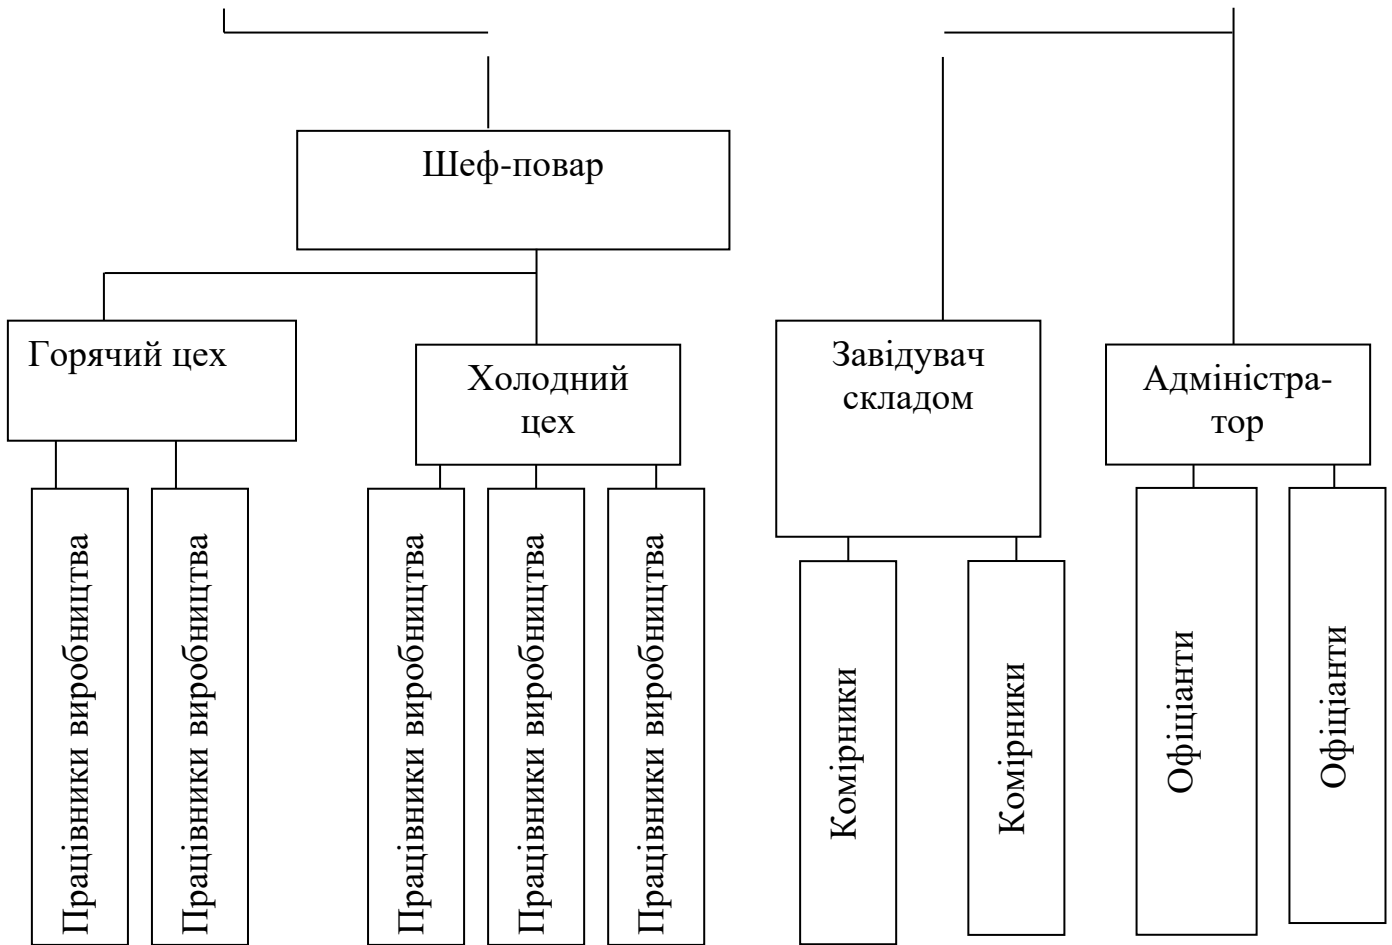 Шеф-повар
Горячий цех
Холодний
цех
Завідувач
складом
Адміністра-
тор
Працівники виробництва
Працівники виробництва
Працівники виробництва
Працівники виробництва
Працівники виробництва
Комірники
Комірники
Офіціанти
Офіціанти